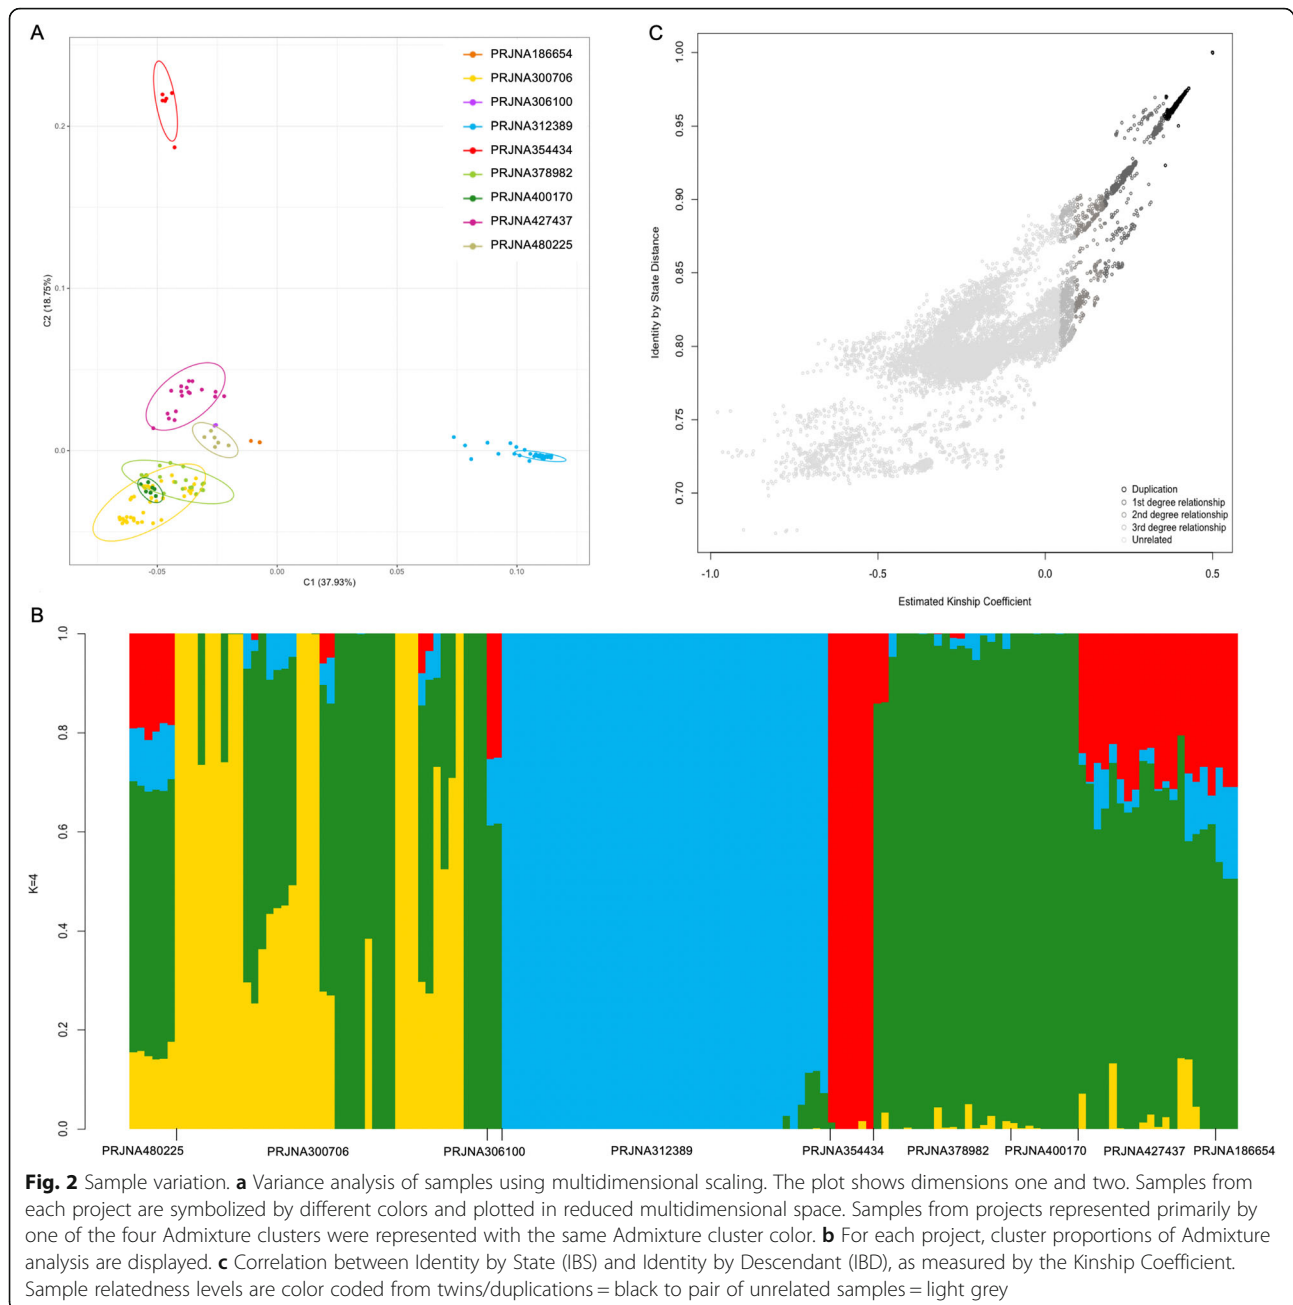 A
PRJNA186654
PRJNA300706
PRJNA306100
PRJNA312389
PRJNA354434
PRJNA378982
PRJNA400170
PRJNA427437
PRJNA480225
0.2
0.1
0.0
C2 (18.75%)
-0.05
0.00
0.05
0.10
C1 (37.93%)
C
1.00
0.95
0.90
0.85
0.80
0.75
0.70
Identity by State Distance
Duplication
1st degree relationship
2nd degree relationship
3rd degree relationship
Unrelated
-1.0
-0.5
0.0
0.5
Estimated Kinship Coefficient
B
1.0
0.8
0.6
0.4
0.2
0.0
K=4
PRJNA480225
PRJNA300706
PRJNA306100
PRJNA312389
PRJNA354434
PRJNA378982
PRJNA400170
PRJNA427437
PRJNA186654
Fig. 2 Sample variation. a Variance analysis of samples using multidimensional scaling. The plot shows dimensions one and two. Samples from
each project are symbolized by different colors and plotted in reduced multidimensional space. Samples from projects represented primarily by
one of the four Admixture clusters were represented with the same Admixture cluster color. b For each project, cluster proportions of Admixture
analysis are displayed. c Correlation between Identity by State (IBS) and Identity by Descendant (IBD), as measured by the Kinship Coefficient.
Sample relatedness levels are color coded from twins/duplications = black to pair of unrelated samples = light grey